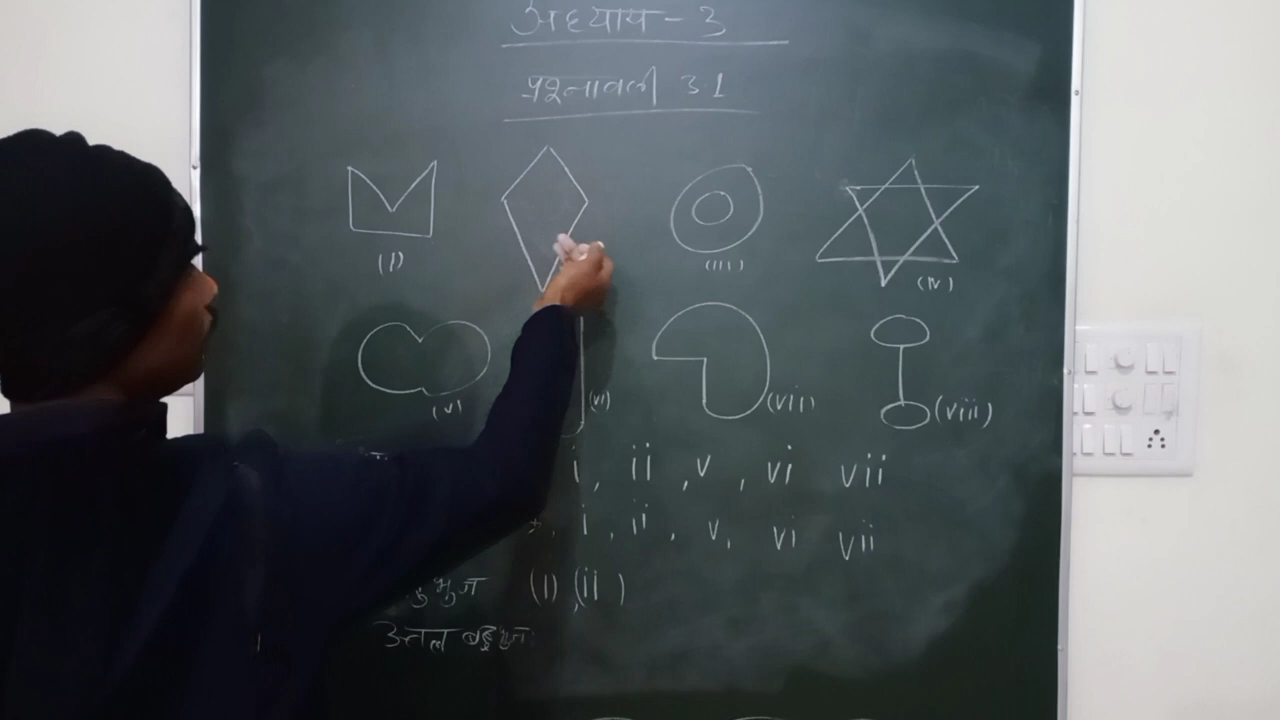 अध्याय - 3
प्रश्नावली 3.1
(I) (III) (IV)
(V) (VI) (vii) (viii)
i, ii, v, vi vii
i, ii, v, vi vii
(I), (ii)
उत्तल बहुभुज